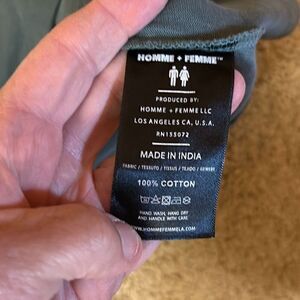 HOMME + FEMME™
PRODUCED BY:
HOMME + FEMME LLC
LOS ANGELES CA, U.S.A.
RN155072
MADE IN INDIA
FABRIC / TESSUTO / TISSUS / TEJIDO / GEWEBE
100% COTTON
HAND WASH, HANG DRY
AND HANDLE WITH CARE
WWW.HOMMEFEMMELA.COM